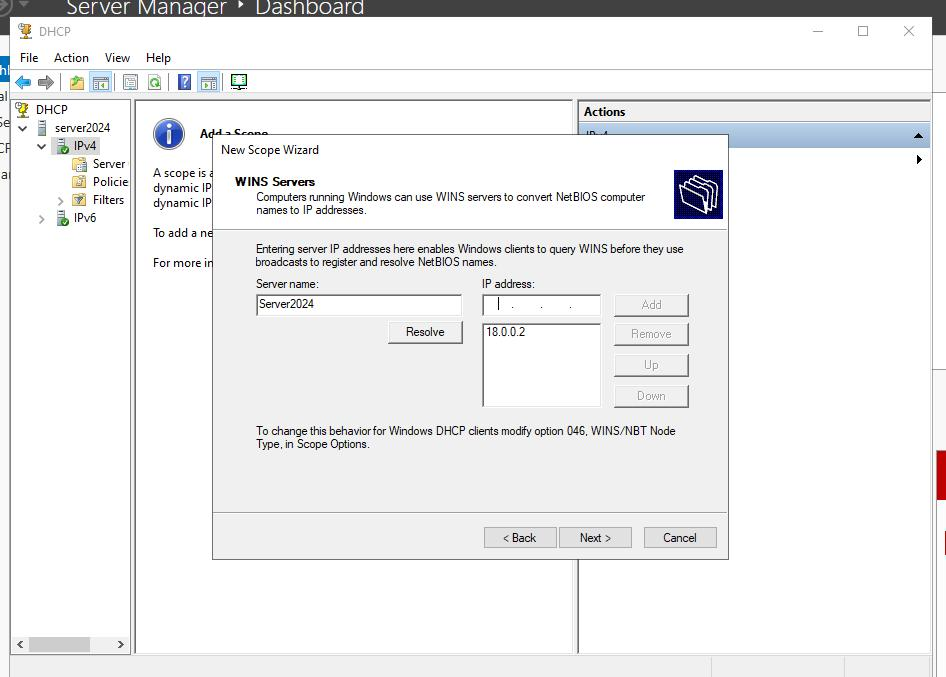 Server Manager ‣ Dashboard
DHCP
File Action View Help
DHCP
server2024
IPv4
Server
Policie
Filters
IPv6
Add a Scope
A scope is a
dynamic IP
dynamic IP
To add a ne
For more in
Actions
IPv4
New Scope Wizard
WINS Servers
Computers running Windows can use WINS servers to convert NetBIOS computer
names to IP addresses.
Entering server IP addresses here enables Windows clients to query WINS before they use
broadcasts to register and resolve NetBIOS names.
Server name: IP address:
Server2024 . . . Add
Resolve 18.0.0.2 Remove
Up
Down
To change this behavior for Windows DHCP clients modify option 046, WINS/NBT Node
Type, in Scope Options.
< Back Next > Cancel